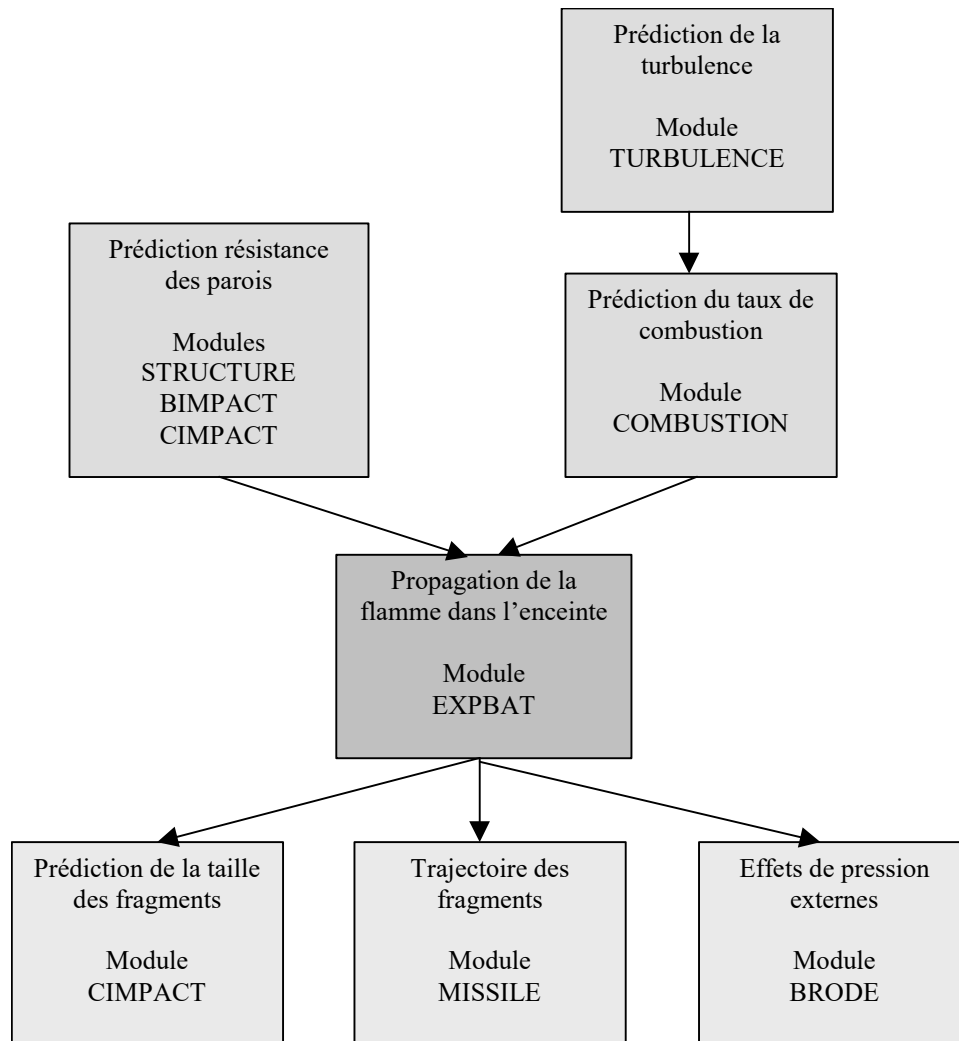 Prédiction de la
turbulence
Module
TURBULENCE
Prédiction résistance
des parois
Modules
STRUCTURE
BIMPACT
CIMPACT
Prédiction du taux de
combustion
Module
COMBUSTION
Propagation de la
flamme dans l’enceinte
Module
EXPBAT
Prédiction de la taille
des fragments
Module
CIMPACT
Trajectoire des
fragments
Module
MISSILE
Effets de pression
externes
Module
BRODE